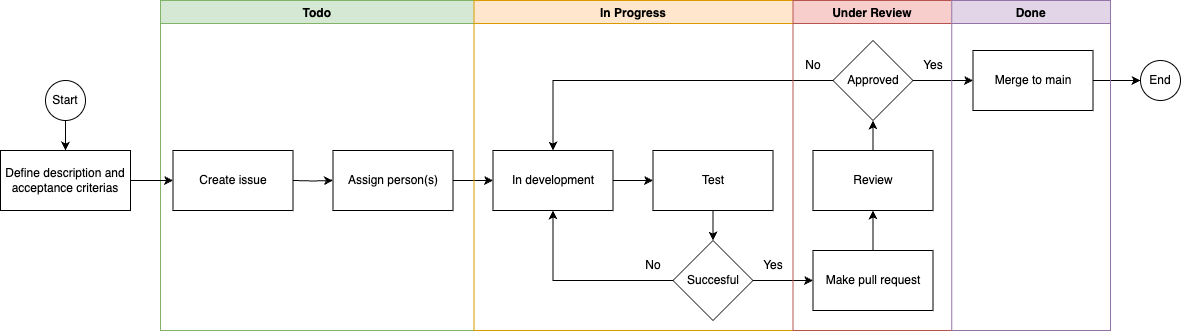 Todo
In Progress
Under Review
Done
Start
Define description and
acceptance criterias
Create issue
Assign person(s)
In development
Test
Succesful
No
Yes
Make pull request
Review
Approved
No
Yes
Merge to main
End